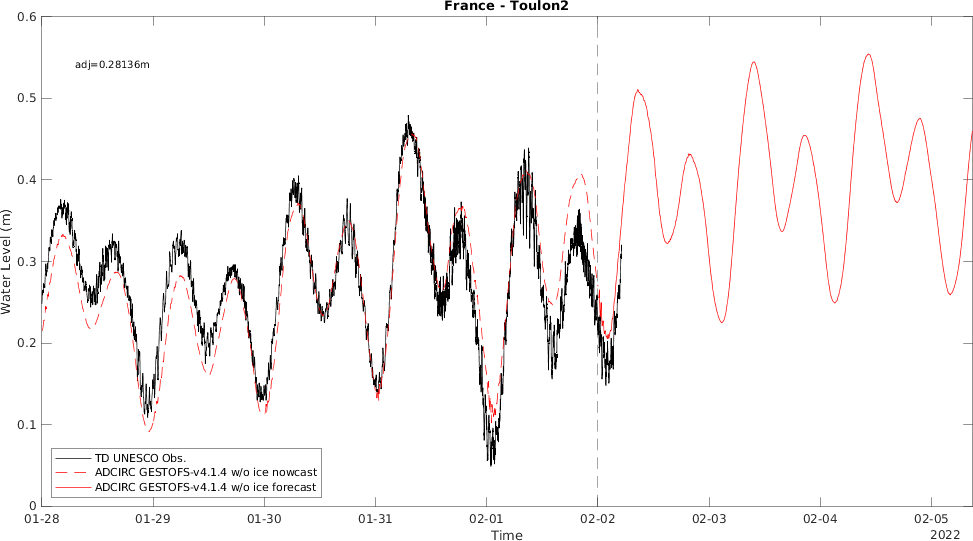 France - Toulon2
adj=0.28136m
0.6
0.5
0.4
0.3
0.2
0.1
0
Water Level (m)
TD UNESCO Obs.
ADCIRC GESTOFS-v4.1.4 w/o ice nowcast
ADCIRC GESTOFS-v4.1.4 w/o ice forecast
01-28 01-29 01-30 01-31 02-01 02-02 02-03 02-04 02-05
Time
2022